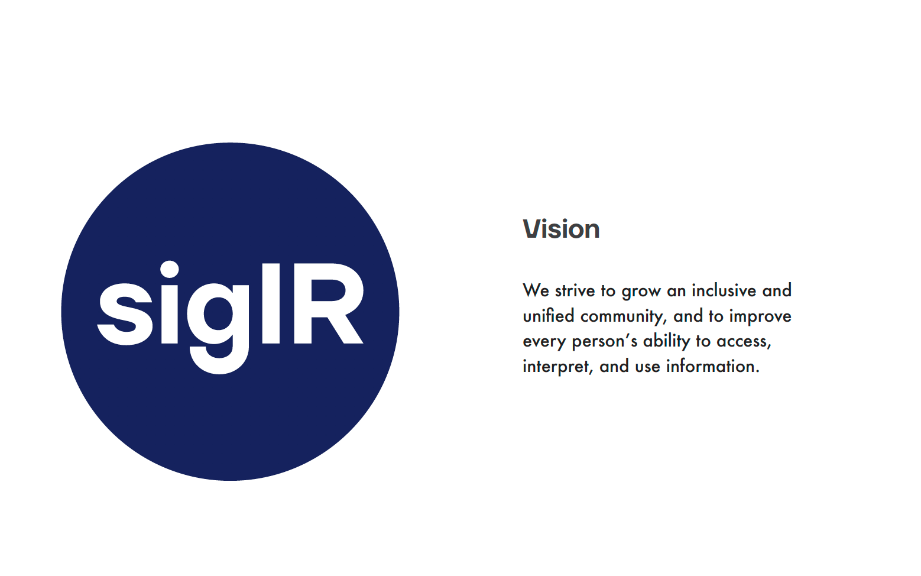 sigIR
Vision
We strive to grow an inclusive and
unified community, and to improve
every person’s ability to access,
interpret, and use information.